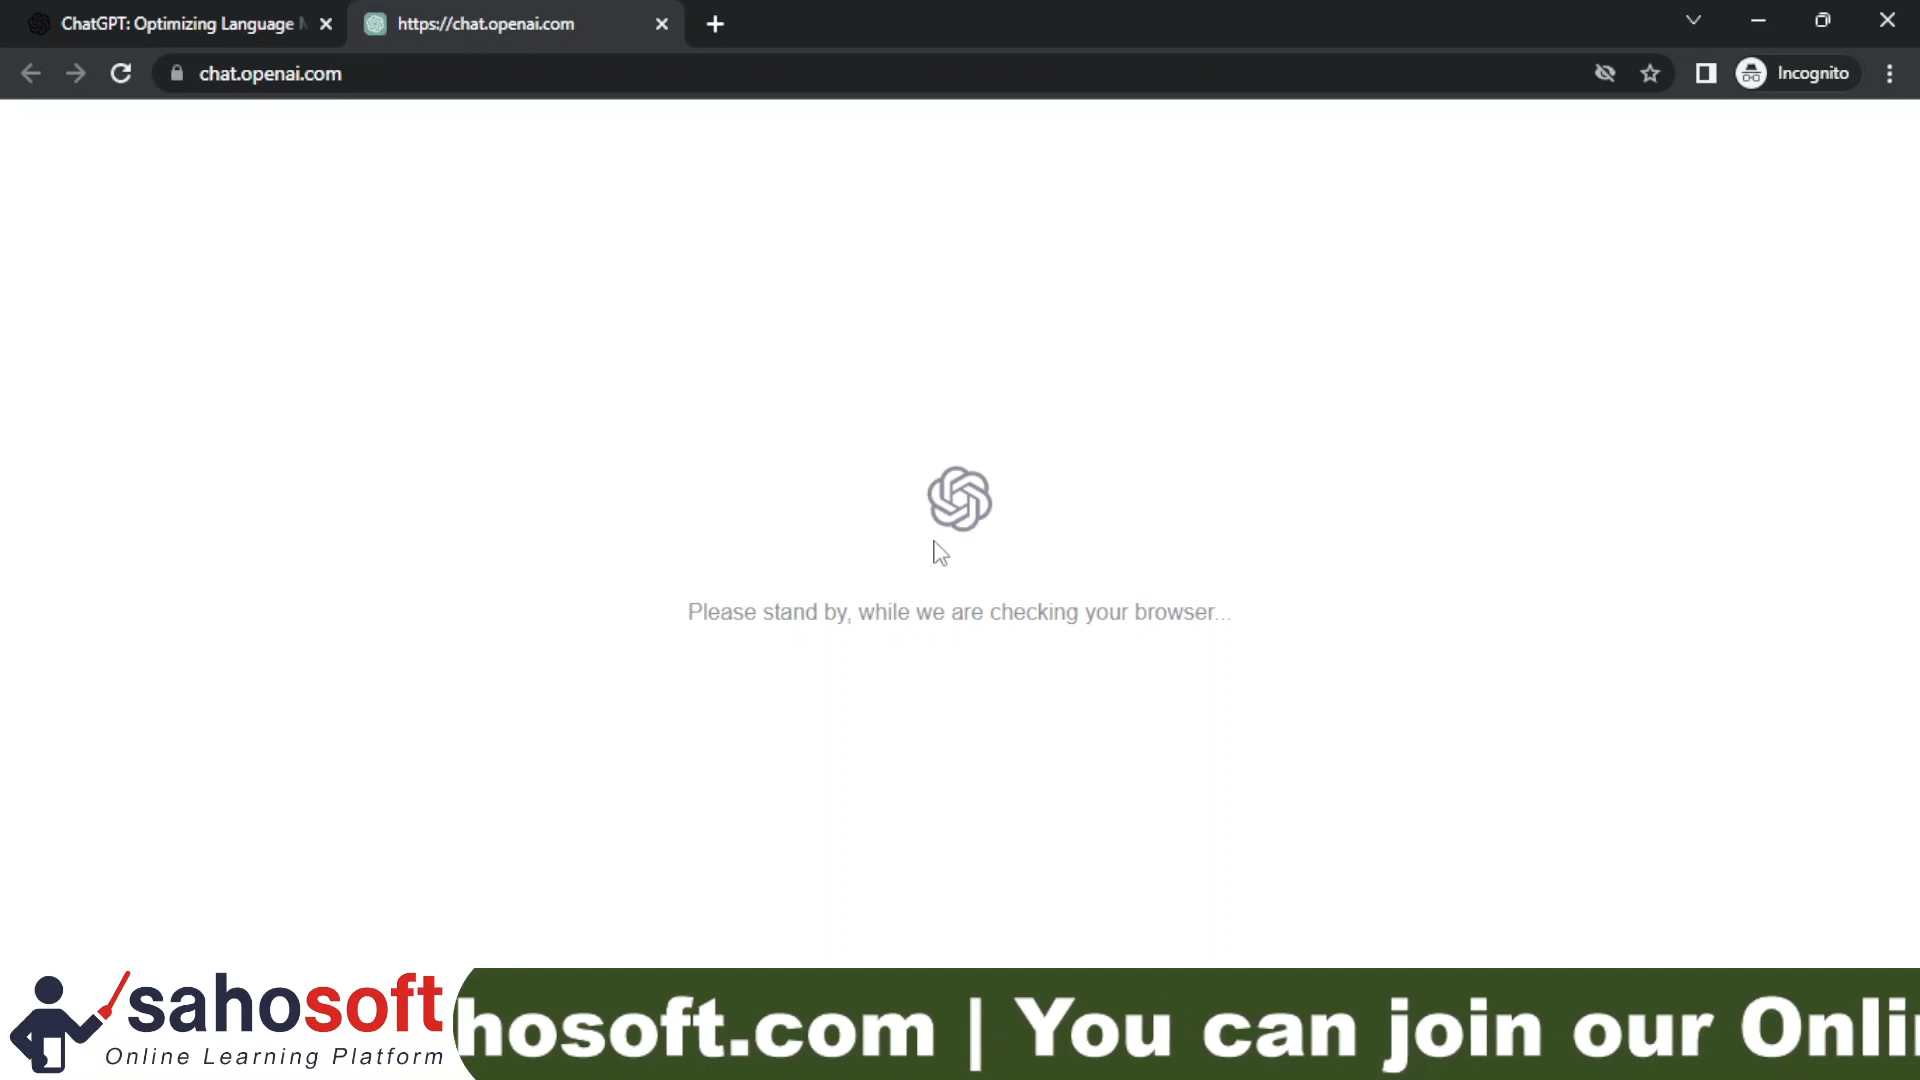 ChatGPT: Optimizing Language
https://chat.openai.com
chat.openai.com
Incognito
Please stand by, while we are checking your browser...
sahosoft
Online Learning Platform
hosoft.com | You can join our Onli